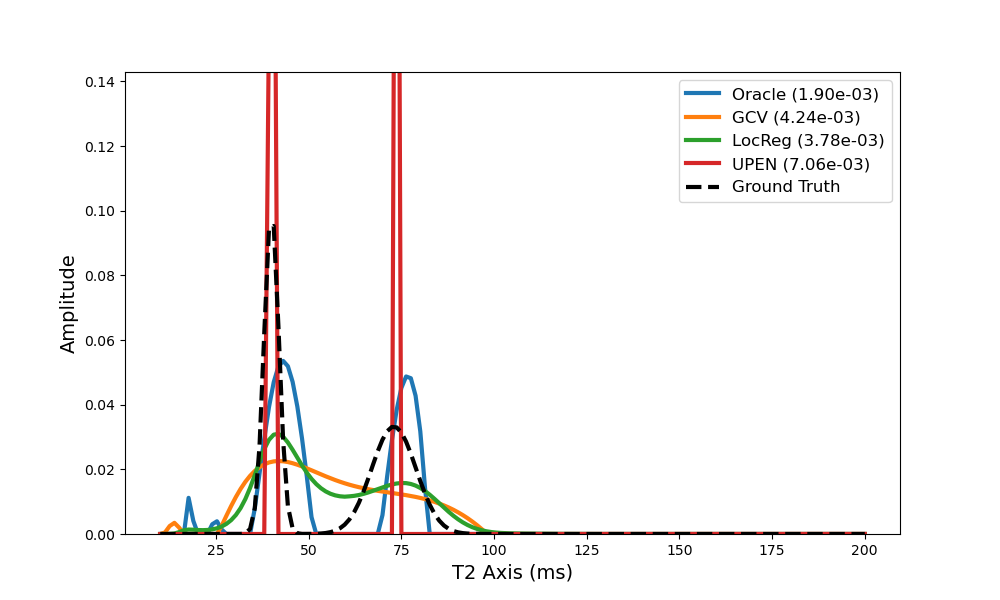 Oracle (1.90e-03)
GCV (4.24e-03)
LocReg (3.78e-03)
UPEN (7.06e-03)
Ground Truth
Amplitude
0.14
0.12
0.10
0.08
0.06
0.04
0.02
0.00
25 50 75 100 125 150 175 200
T2 Axis (ms)